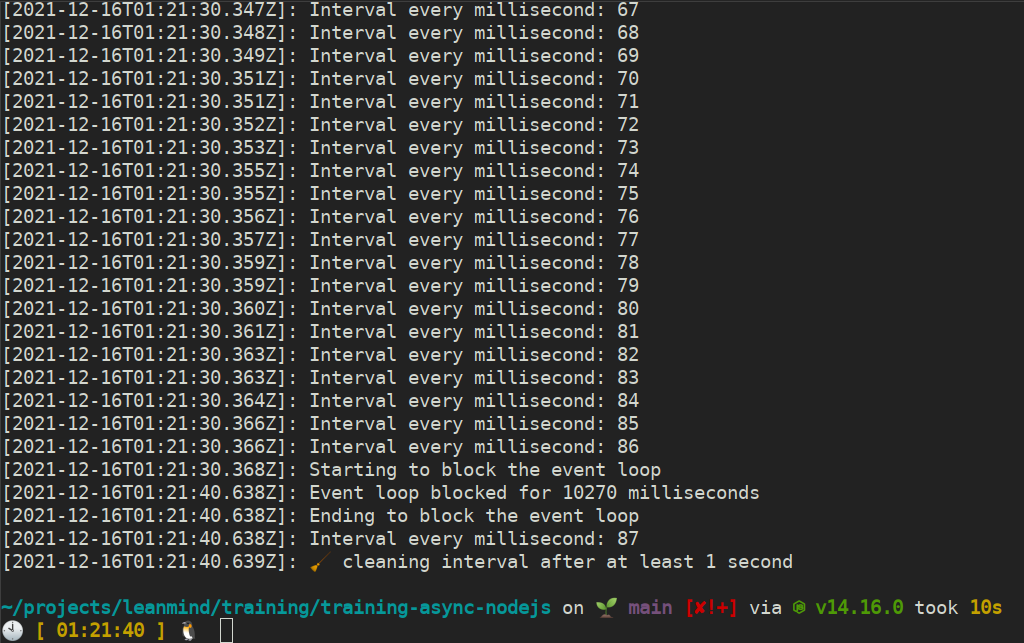 [2021-12-16T01:21:30.347Z]: Interval every millisecond: 67
[2021-12-16T01:21:30.348Z]: Interval every millisecond: 68
[2021-12-16T01:21:30.349Z]: Interval every millisecond: 69
[2021-12-16T01:21:30.351Z]: Interval every millisecond: 70
[2021-12-16T01:21:30.351Z]: Interval every millisecond: 71
[2021-12-16T01:21:30.352Z]: Interval every millisecond: 72
[2021-12-16T01:21:30.353Z]: Interval every millisecond: 73
[2021-12-16T01:21:30.355Z]: Interval every millisecond: 74
[2021-12-16T01:21:30.355Z]: Interval every millisecond: 75
[2021-12-16T01:21:30.356Z]: Interval every millisecond: 76
[2021-12-16T01:21:30.357Z]: Interval every millisecond: 77
[2021-12-16T01:21:30.359Z]: Interval every millisecond: 78
[2021-12-16T01:21:30.359Z]: Interval every millisecond: 79
[2021-12-16T01:21:30.360Z]: Interval every millisecond: 80
[2021-12-16T01:21:30.361Z]: Interval every millisecond: 81
[2021-12-16T01:21:30.363Z]: Interval every millisecond: 82
[2021-12-16T01:21:30.363Z]: Interval every millisecond: 83
[2021-12-16T01:21:30.364Z]: Interval every millisecond: 84
[2021-12-16T01:21:30.366Z]: Interval every millisecond: 85
[2021-12-16T01:21:30.366Z]: Interval every millisecond: 86
[2021-12-16T01:21:30.368Z]: Starting to block the event loop
[2021-12-16T01:21:40.638Z]: Event loop blocked for 10270 milliseconds
[2021-12-16T01:21:40.638Z]: Ending to block the event loop
[2021-12-16T01:21:40.638Z]: Interval every millisecond: 87
[2021-12-16T01:21:40.639Z]: 🧹 cleaning interval after at least 1 second
~/projects/leanmind/training/training-async-nodejs on 🌱 main [✘!+] via ⬢ v14.16.0 took 10s
🕙 [ 01:21:40 ] 🐧